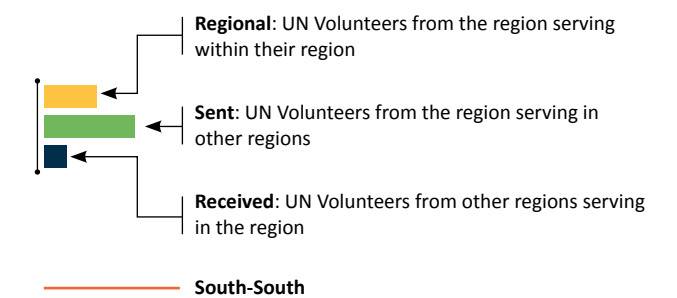 Regional: UN Volunteers from the region serving
within their region
Sent: UN Volunteers from the region serving in
other regions
Received: UN Volunteers from other regions serving
in the region
South-South